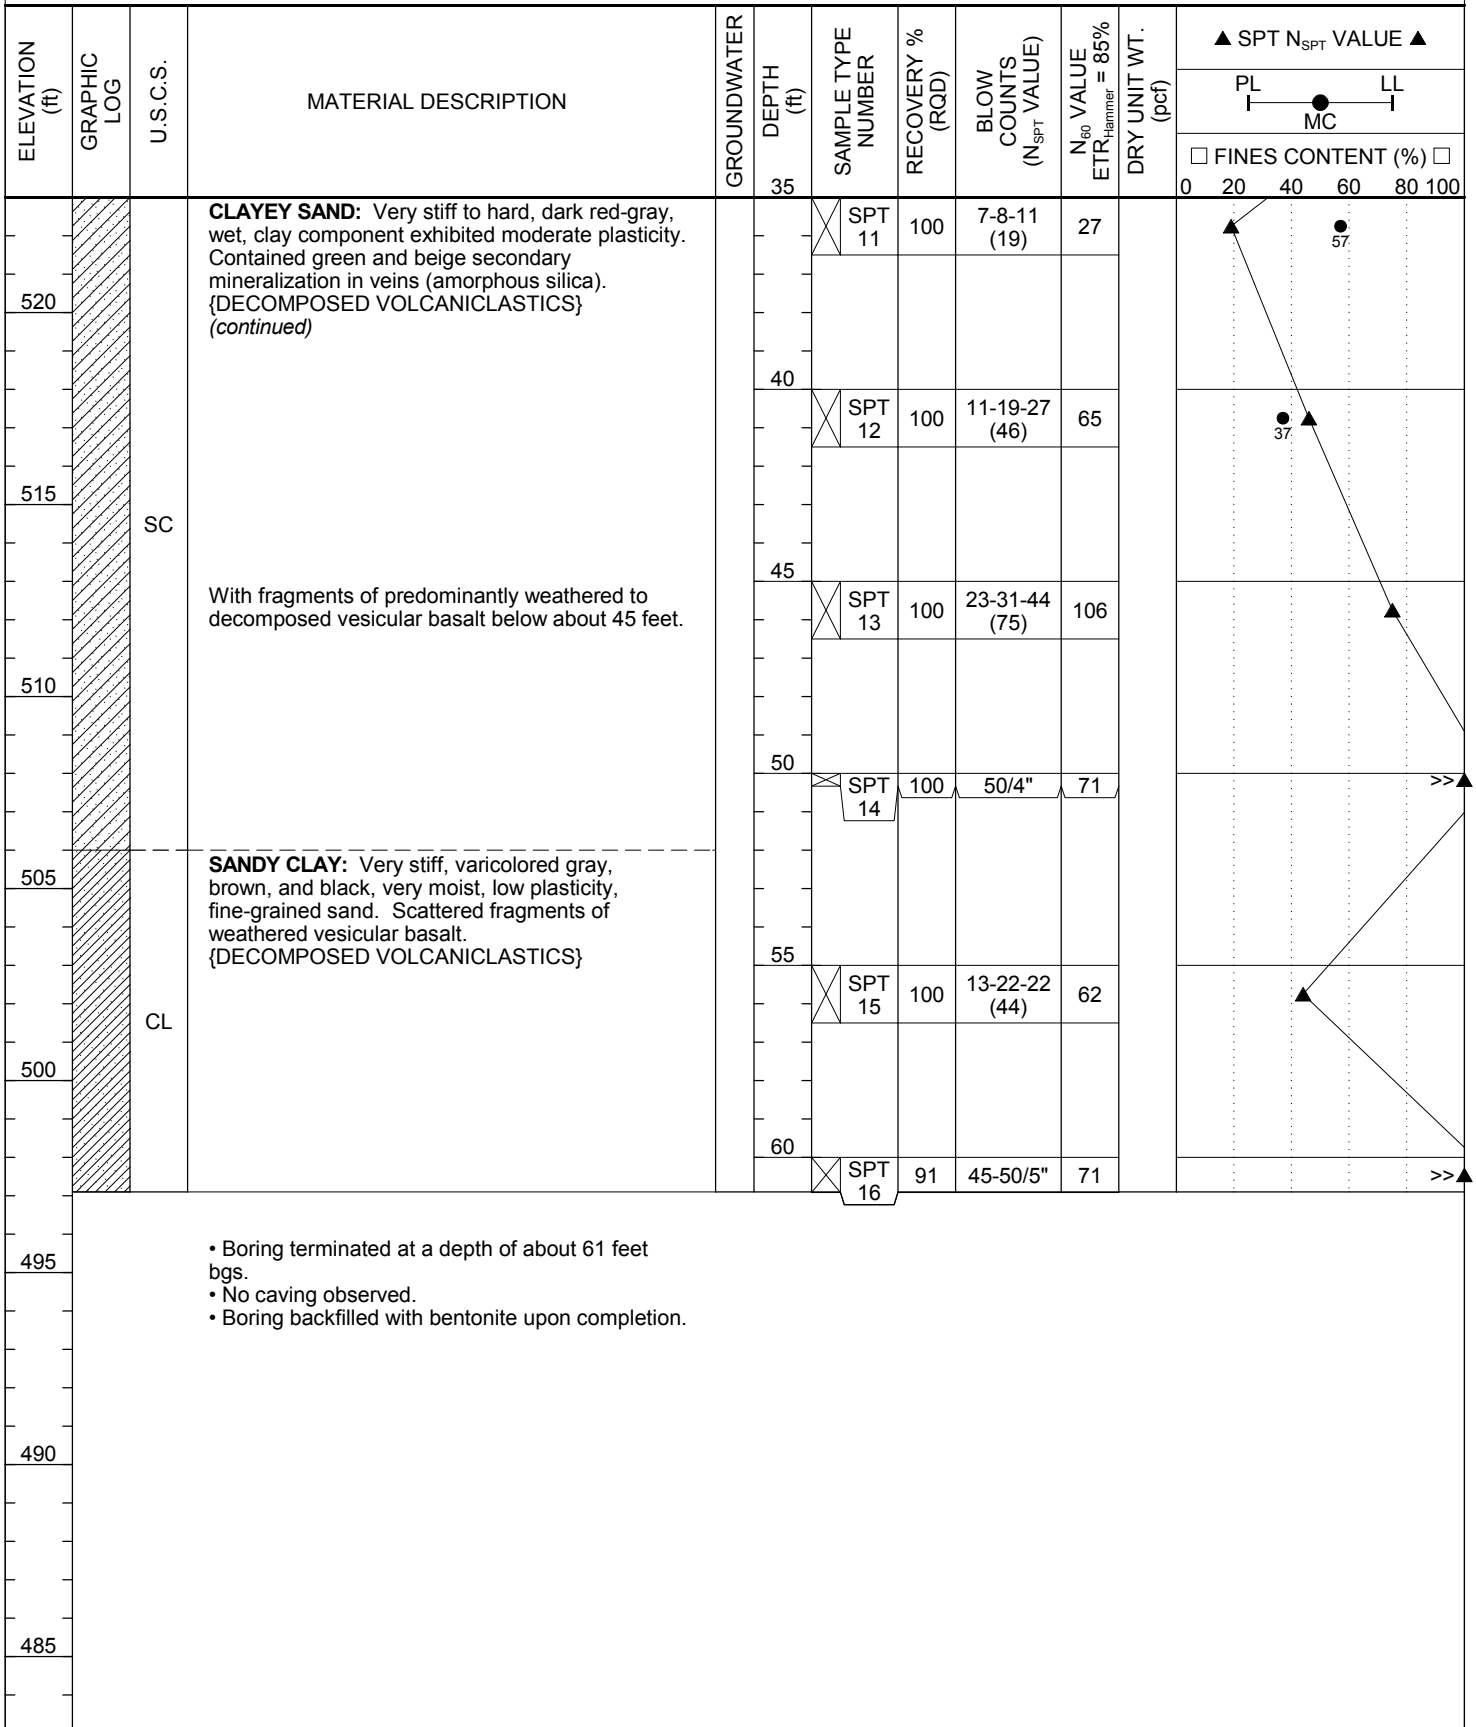 ELEVATION
(ft)
GRAPHIC
LOG
U.S.C.S.
MATERIAL DESCRIPTION
GROUNDWATER
DEPTH
(ft)
35
SAMPLE TYPE
NUMBER
RECOVERY %
(RQD)
BLOW
COUNTS
(N_SPT VALUE)
N_60 VALUE
ETR_Hammer = 85%
DRY UNIT WT.
(pcf)
▲ SPT N_SPT VALUE ▲
PL LL
MC
□ FINES CONTENT (%) □
0 20 40 60 80 100
CLAYEY SAND: Very stiff to hard, dark red-gray,
wet, clay component exhibited moderate plasticity.
Contained green and beige secondary
mineralization in veins (amorphous silica).
{DECOMPOSED VOLCANICLASTICS}
(continued)
SPT
11
100
7-8-11
(19)
27
57
520
40
SPT
12
100
11-19-27
(46)
65
37
515
SC
45
With fragments of predominantly weathered to
decomposed vesicular basalt below about 45 feet.
SPT
13
100
23-31-44
(75)
106
510
50
SPT
14
100
50/4"
71
>>▲
SANDY CLAY: Very stiff, varicolored gray,
brown, and black, very moist, low plasticity,
fine-grained sand. Scattered fragments of
weathered vesicular basalt.
{DECOMPOSED VOLCANICLASTICS}
505
55
SPT
15
100
13-22-22
(44)
62
CL
500
60
SPT
16
91
45-50/5"
71
>>▲
• Boring terminated at a depth of about 61 feet
bgs.
• No caving observed.
• Boring backfilled with bentonite upon completion.
495
490
485